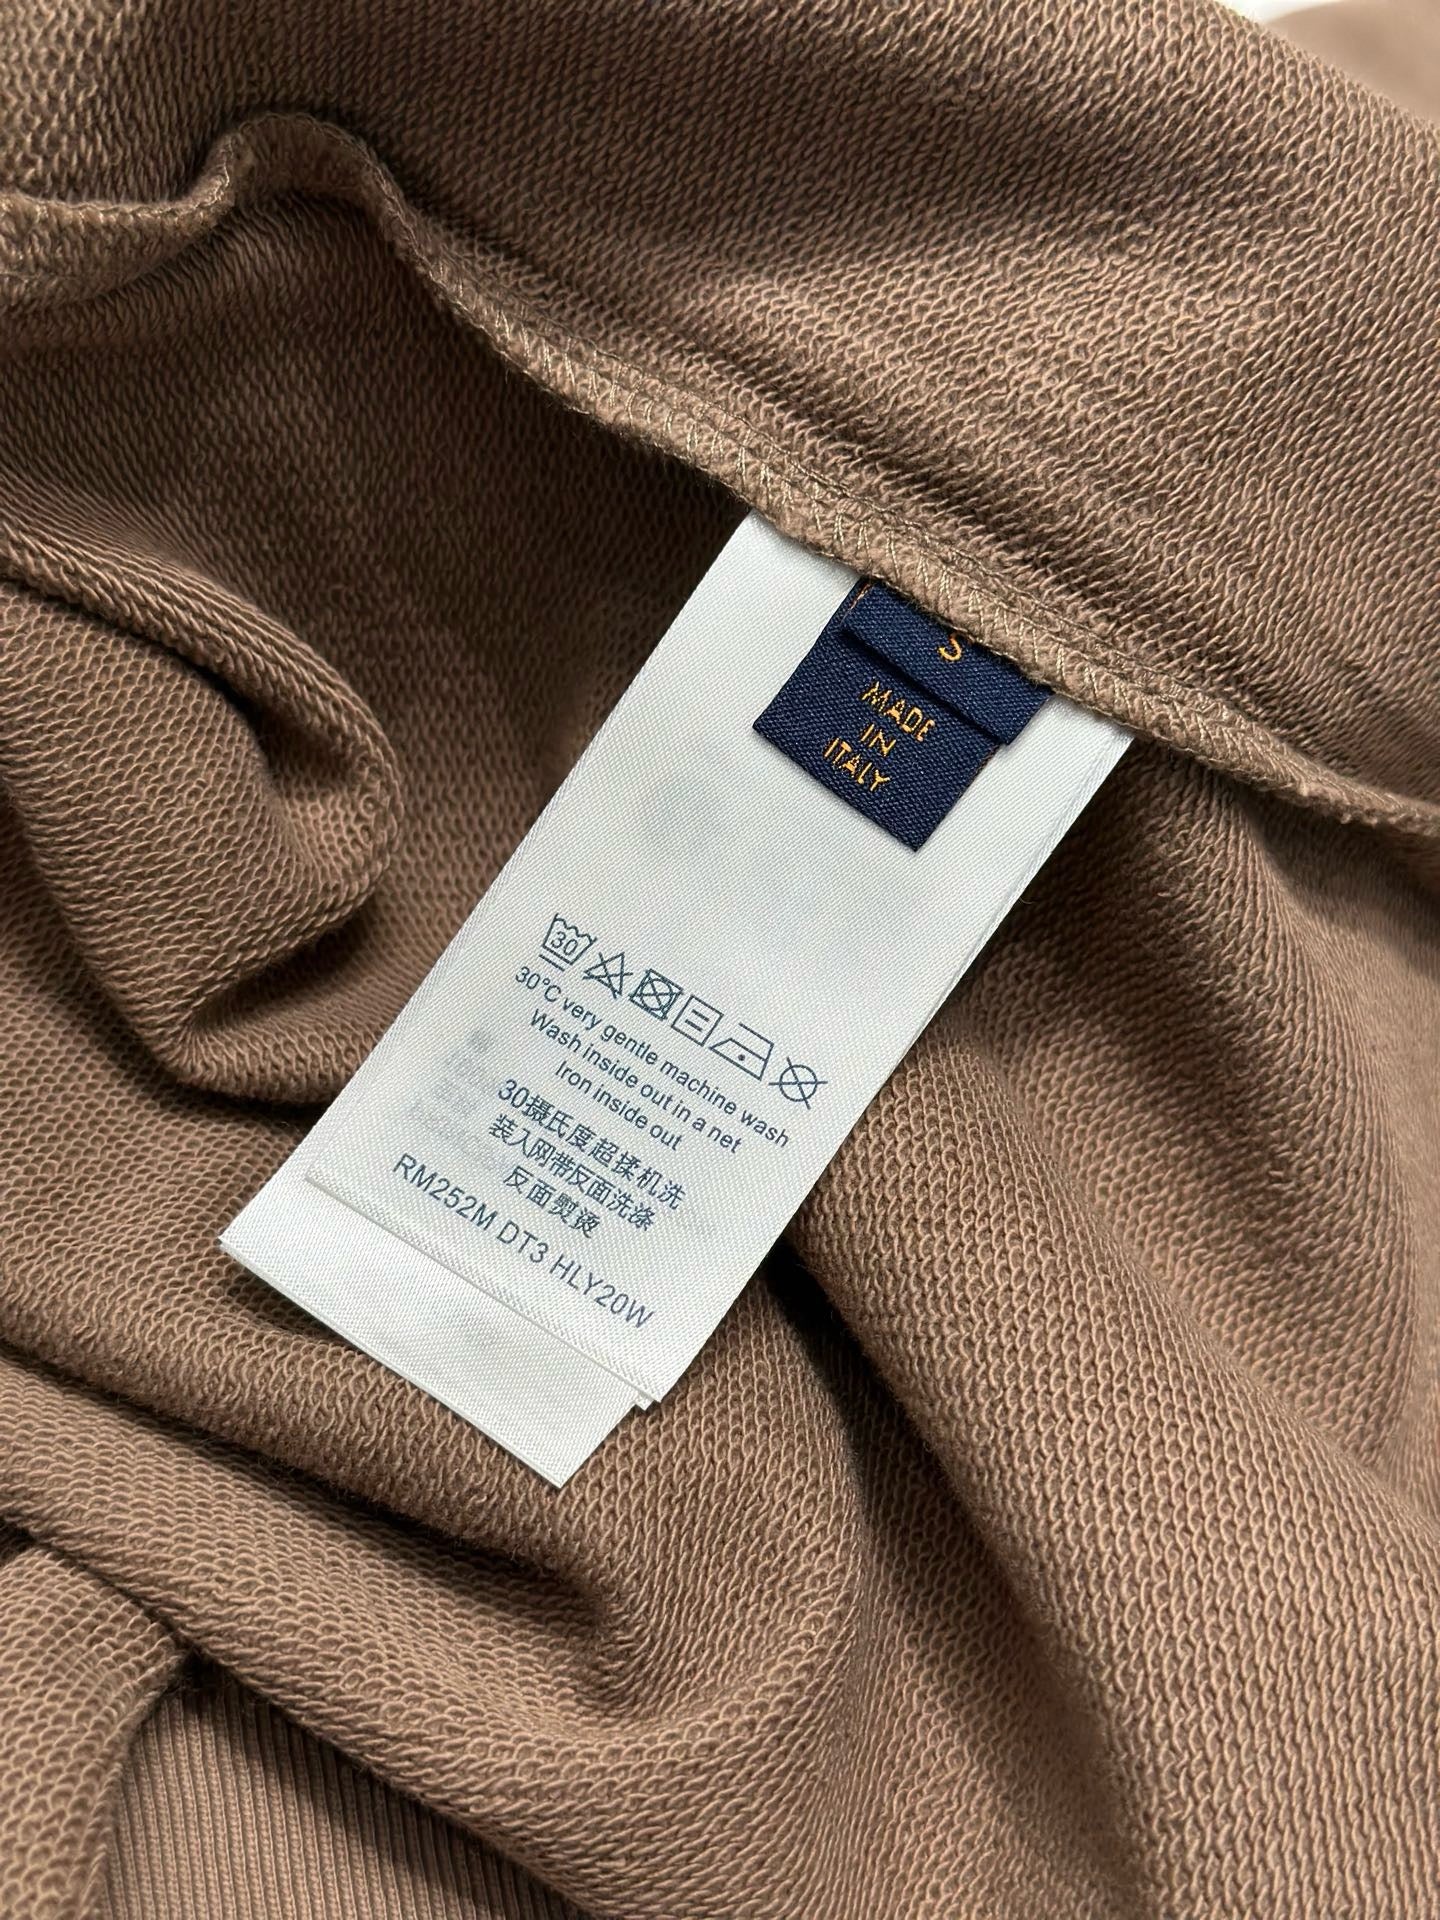 S
MADE
IN
ITALY
30
30°C very gentle machine wash
Wash inside out in a net
Iron inside out
30摄氏度超揉机洗
装入网带反面洗涤
反面熨烫
RM252M DT3 HLY20W